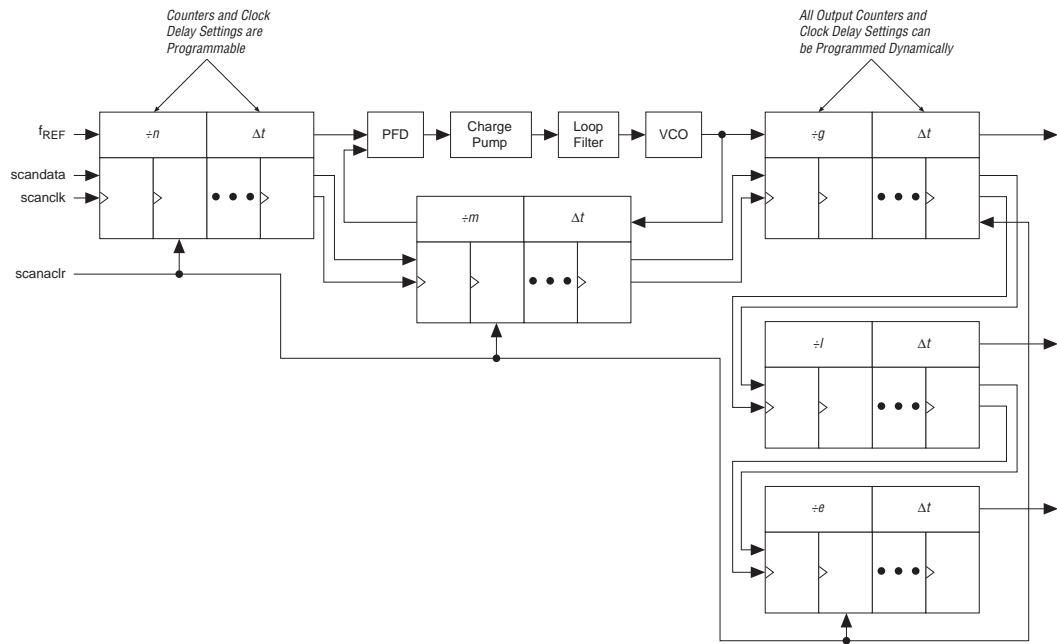 Counters and Clock
Delay Settings are
Programmable
All Output Counters and
Clock Delay Settings can
be Programmed Dynamically
fREF
÷n
Δt
PFD
Charge
Pump
Loop
Filter
VCO
÷g
Δt
scandata
scanclk
÷m
Δt
scanaclr
÷l
Δt
÷e
Δt